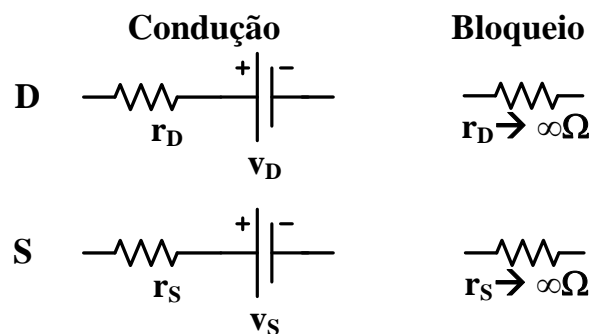 Condução Bloqueio
+ −
D
r_D
v_D
r_D → ∞Ω
+ −
S
r_S
v_S
r_S → ∞Ω